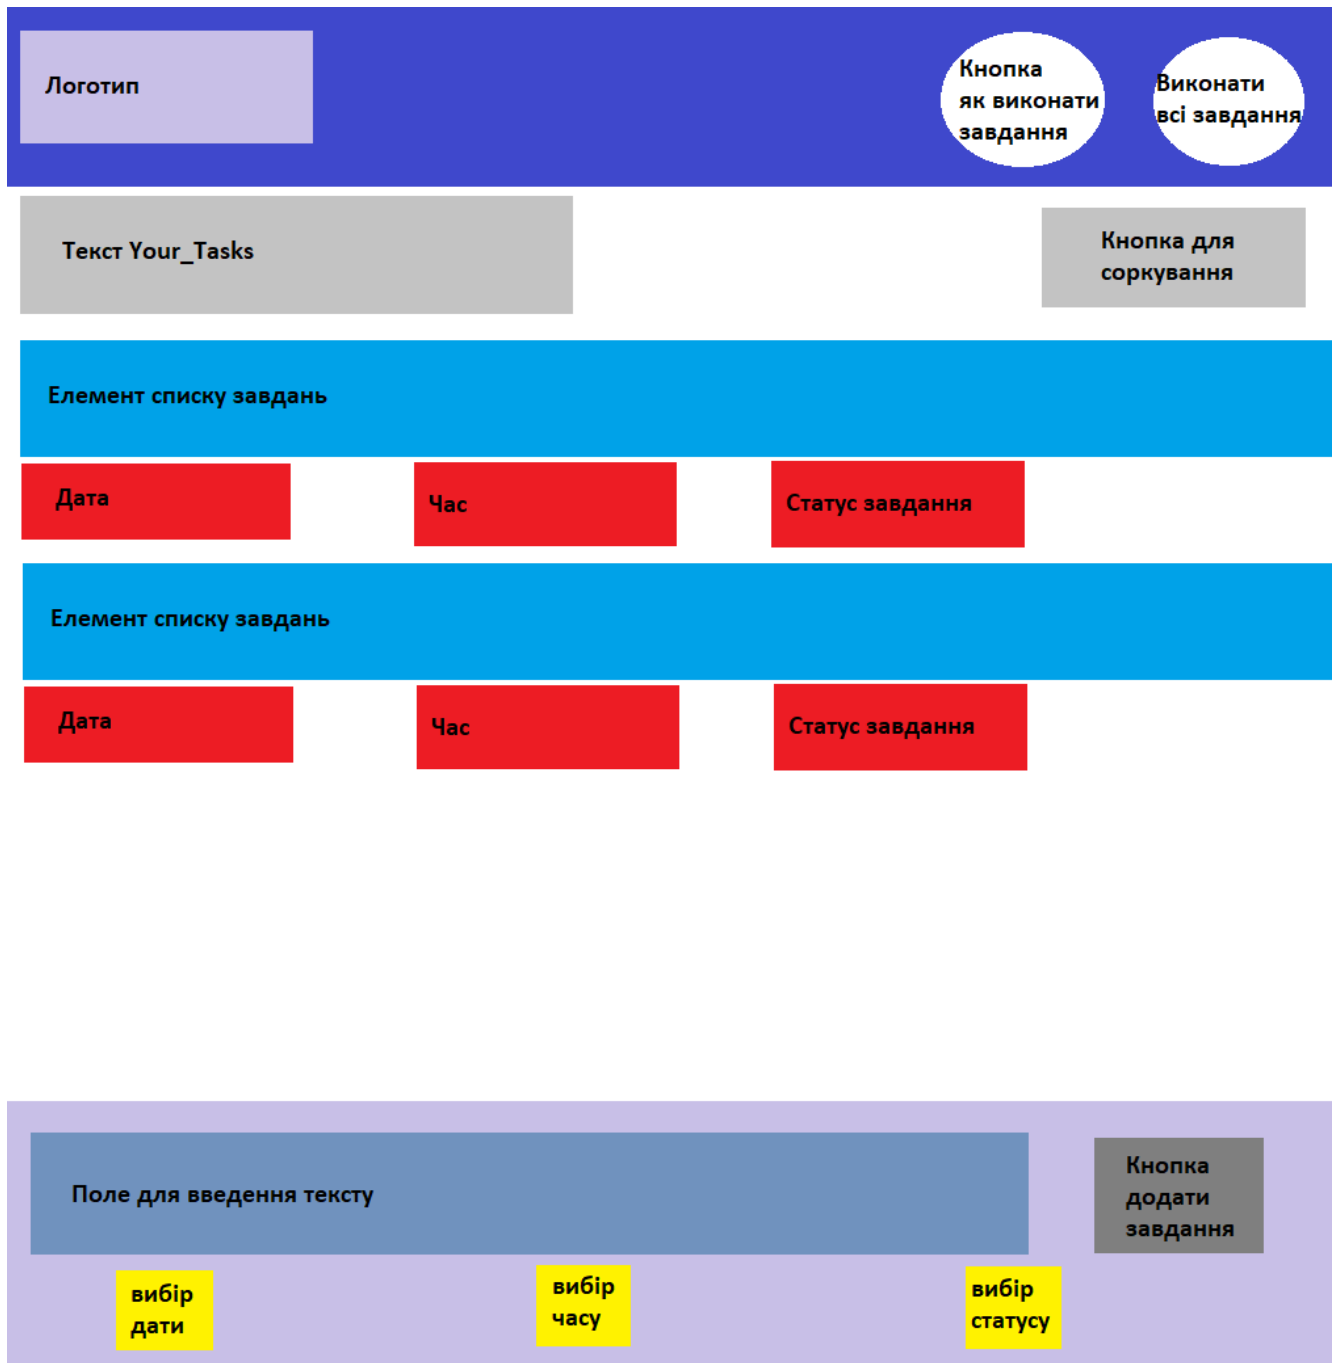 Логотип
Кнопка
як виконати
завдання
Виконати
всі завдання
Текст Your_Tasks
Кнопка для
соркування
Елемент списку завдань
Дата
Час
Статус завдання
Елемент списку завдань
Дата
Час
Статус завдання
Поле для введення тексту
Кнопка
додати
завдання
вибір
дати
вибір
часу
вибір
статусу